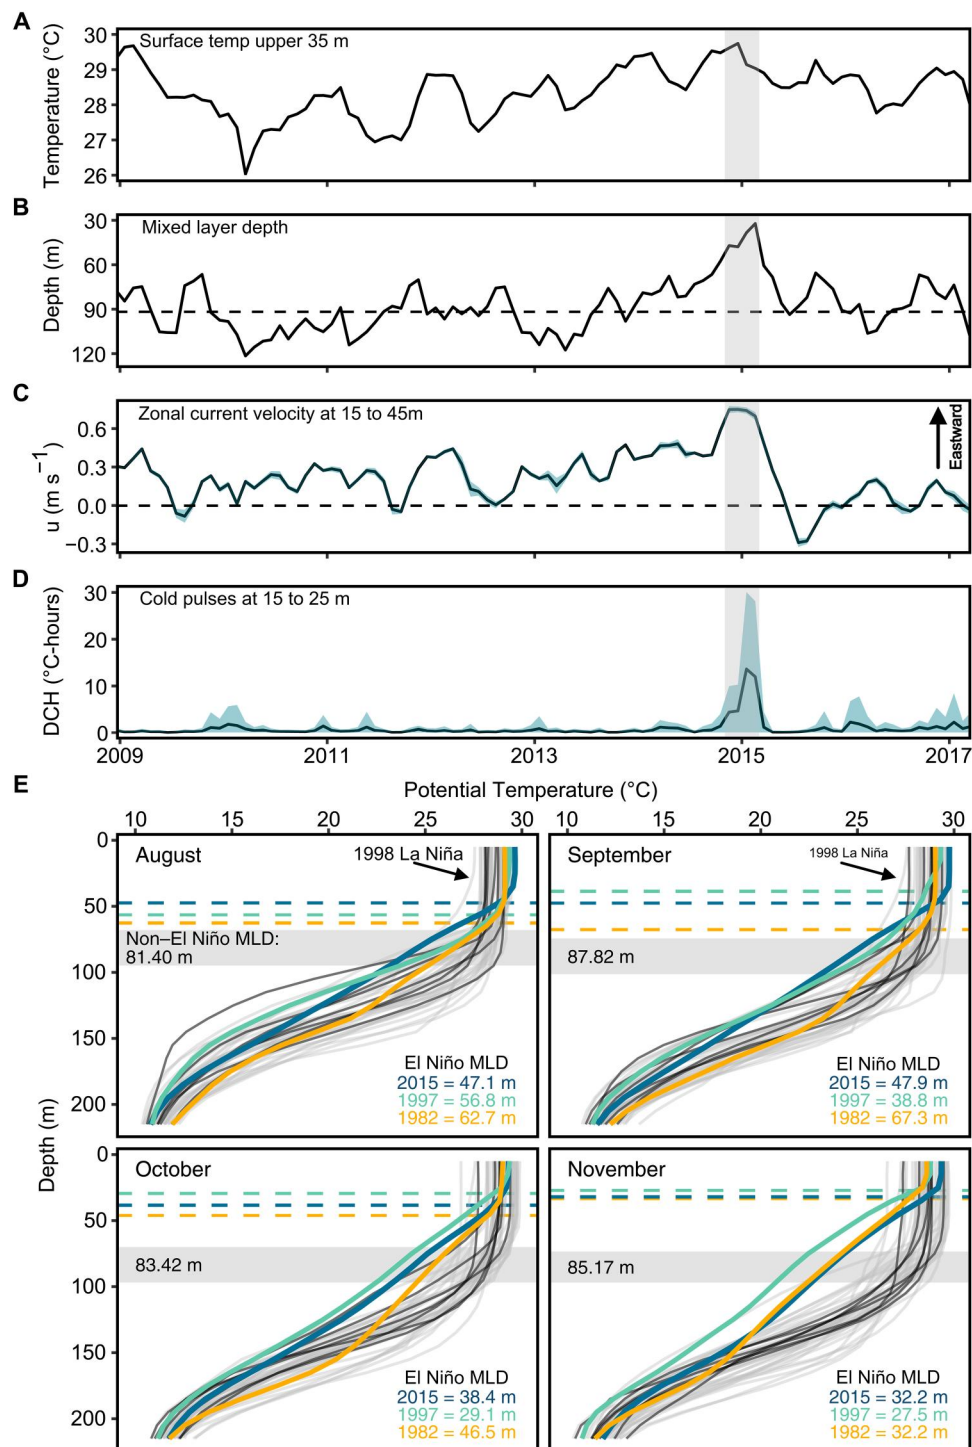 A
Surface temp upper 35 m
Temperature (°C)
30
29
28
27
26
B
Mixed layer depth
Depth (m)
30
60
90
120
C
Zonal current velocity at 15 to 45m
u (m s⁻¹)
0.6
0.3
0.0
−0.3
Eastward
D
Cold pulses at 15 to 25 m
DCH (°C-hours)
30
20
10
0
2009 2011 2013 2015 2017
E
Potential Temperature (°C)
10 15 20 25 30 10 15 20 25 30
Depth (m)
0
50
100
150
200
August
1998 La Niña
Non–El Niño MLD:
81.40 m
El Niño MLD
2015 = 47.1 m
1997 = 56.8 m
1982 = 62.7 m
September
1998 La Niña
87.82 m
El Niño MLD
2015 = 47.9 m
1997 = 38.8 m
1982 = 67.3 m
0
50
100
150
200
October
83.42 m
El Niño MLD
2015 = 38.4 m
1997 = 29.1 m
1982 = 46.5 m
November
85.17 m
El Niño MLD
2015 = 32.2 m
1997 = 27.5 m
1982 = 32.2 m